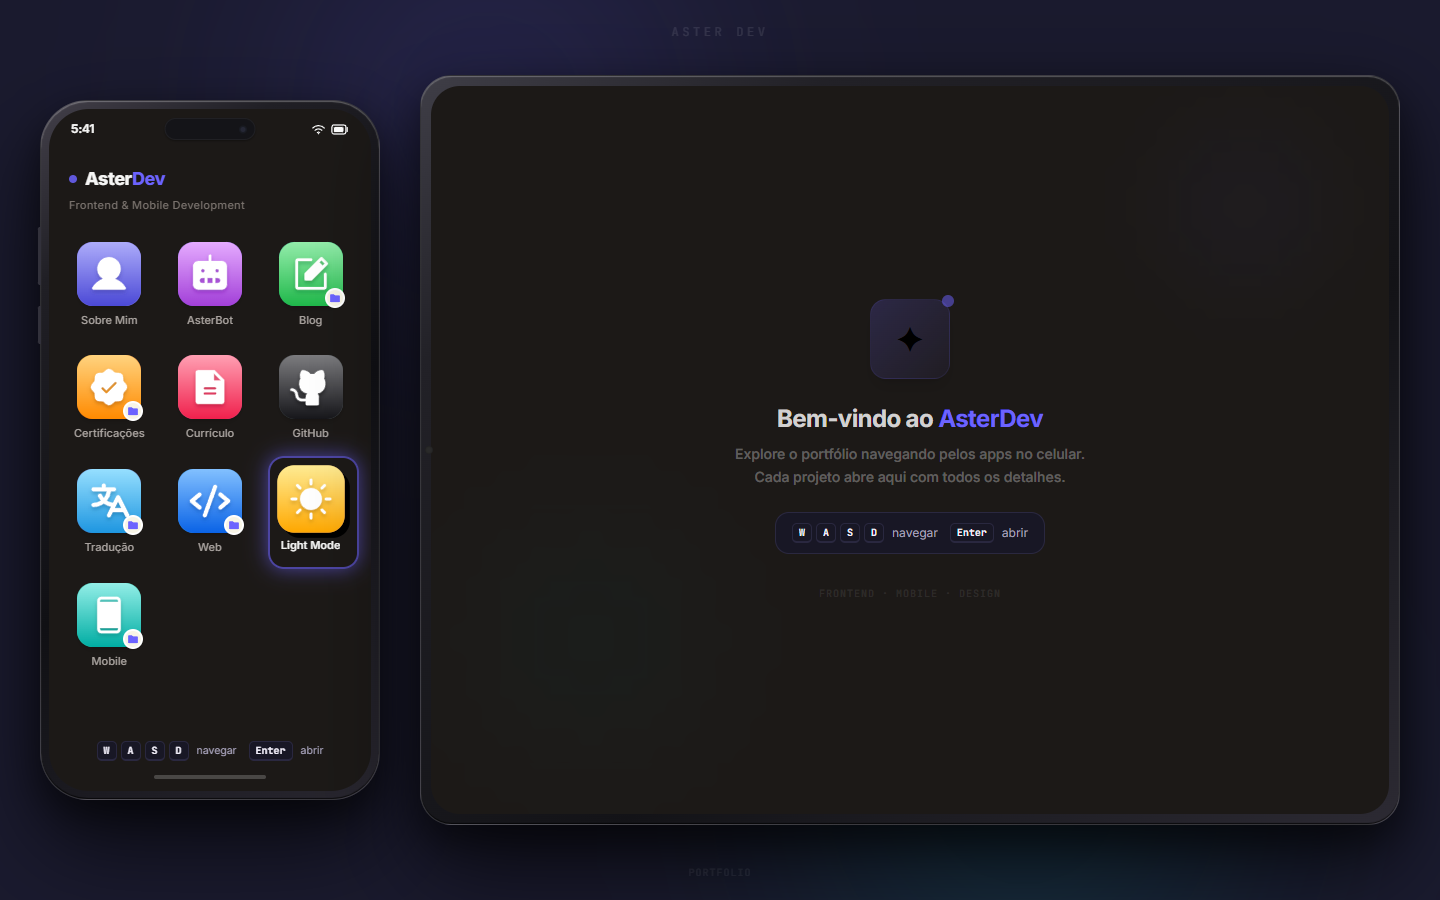 ASTER DEV
5:41
AsterDev
Frontend & Mobile Development
Sobre Mim
AsterBot
Blog
Certificações
Currículo
GitHub
Tradução
Web
Light Mode
Mobile
W A S D navegar Enter abrir
Bem-vindo ao AsterDev
Explore o portfólio navegando pelos apps no celular.
Cada projeto abre aqui com todos os detalhes.
W A S D navegar Enter abrir
FRONTEND · MOBILE · DESIGN
PORTFOLIO